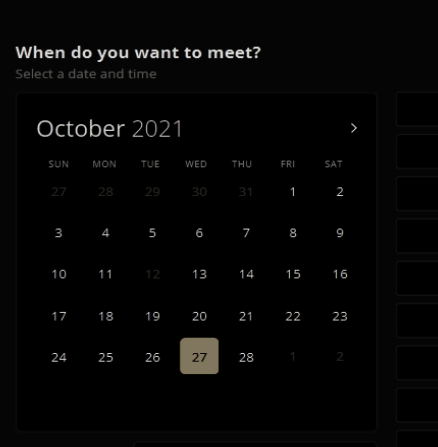 When do you want to meet?
Select a date and time
October 2021
SUN MON TUE WED THU FRI SAT
27 28 29 30 31 1 2
3 4 5 6 7 8 9
10 11 12 13 14 15 16
17 18 19 20 21 22 23
24 25 26 27 28 1 2